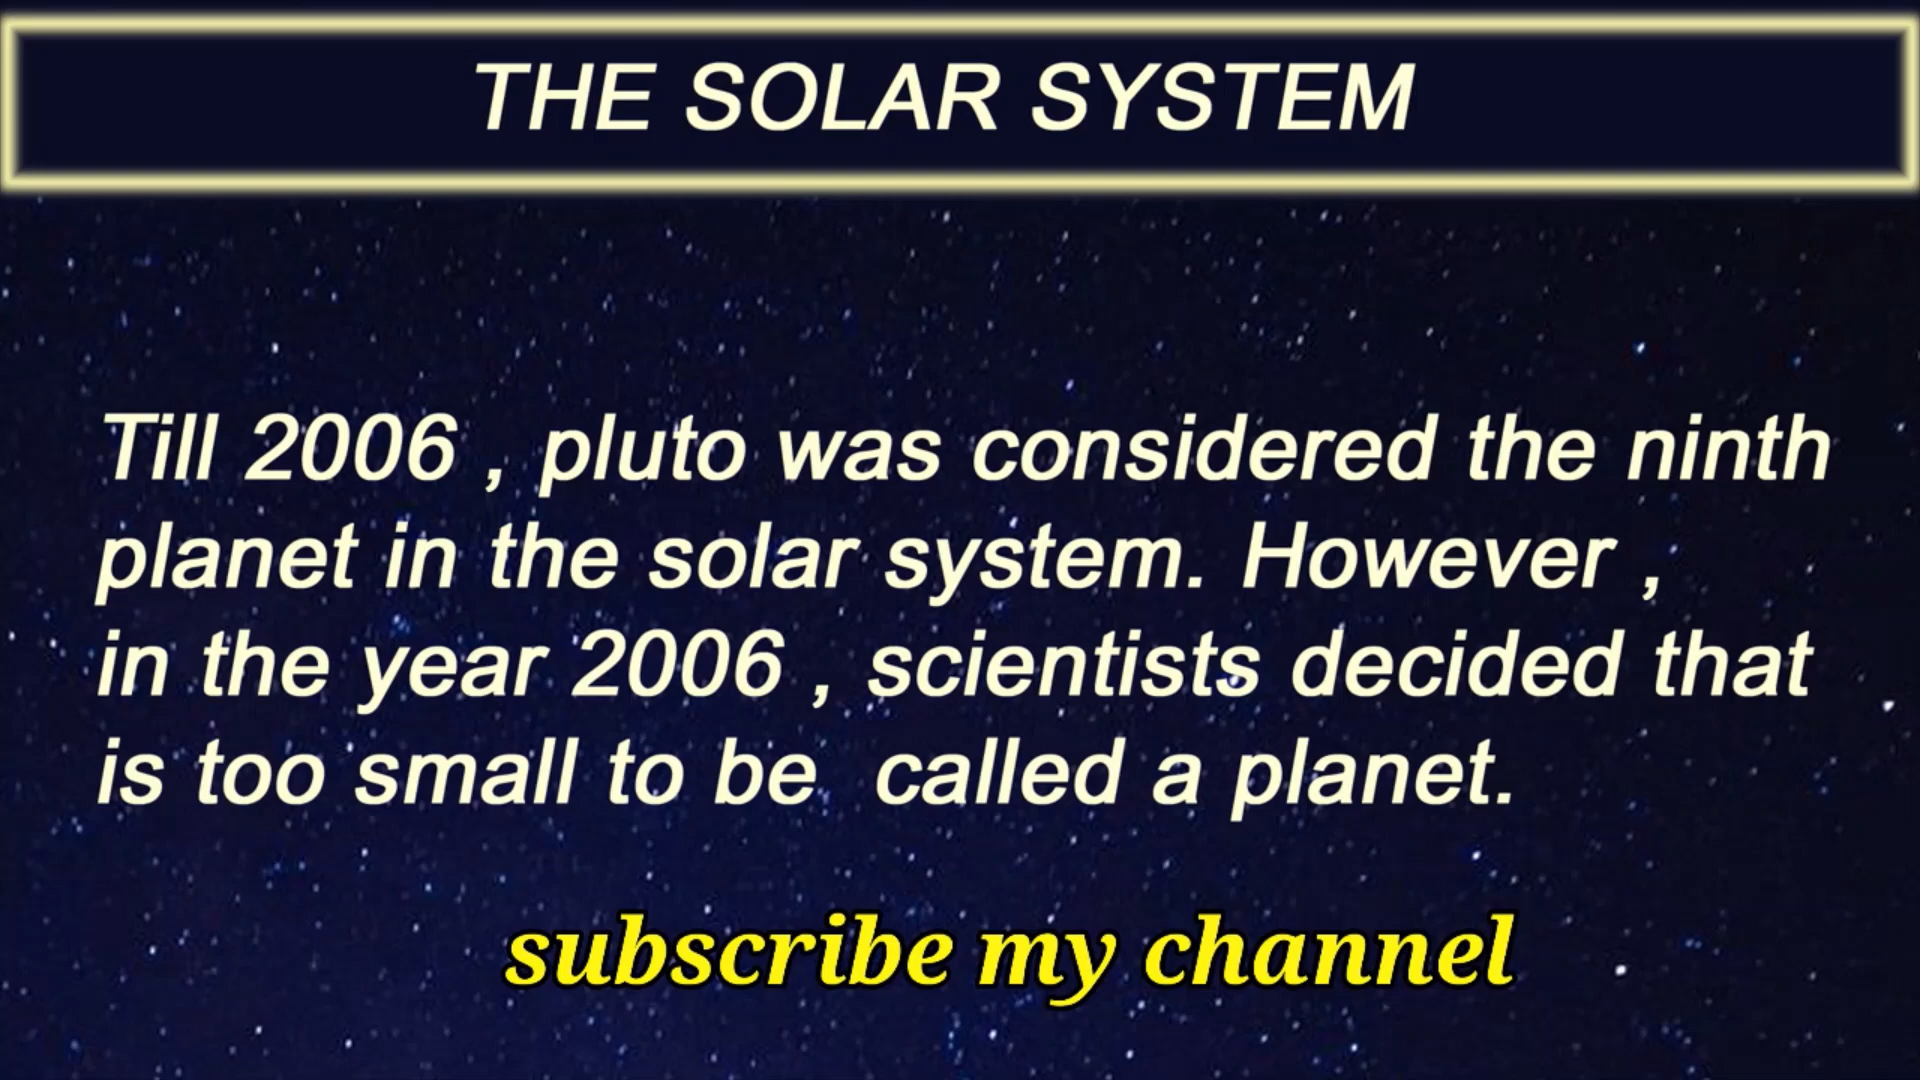 THE SOLAR SYSTEM
Till 2006 , pluto was considered the ninth
planet in the solar system. However ,
in the year 2006 , scientists decided that
is too small to be  called a planet.
subscribe my channel